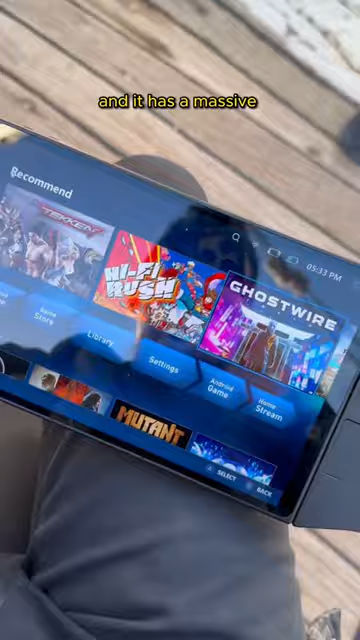 and it has a massive
Recommend
05:33 PM
TEKKEN
HI-FI
RUSH
GHOSTWIRE
Game
Store
Library
Settings
Android
Game
Home
Stream
MUTANT
SELECT
BACK